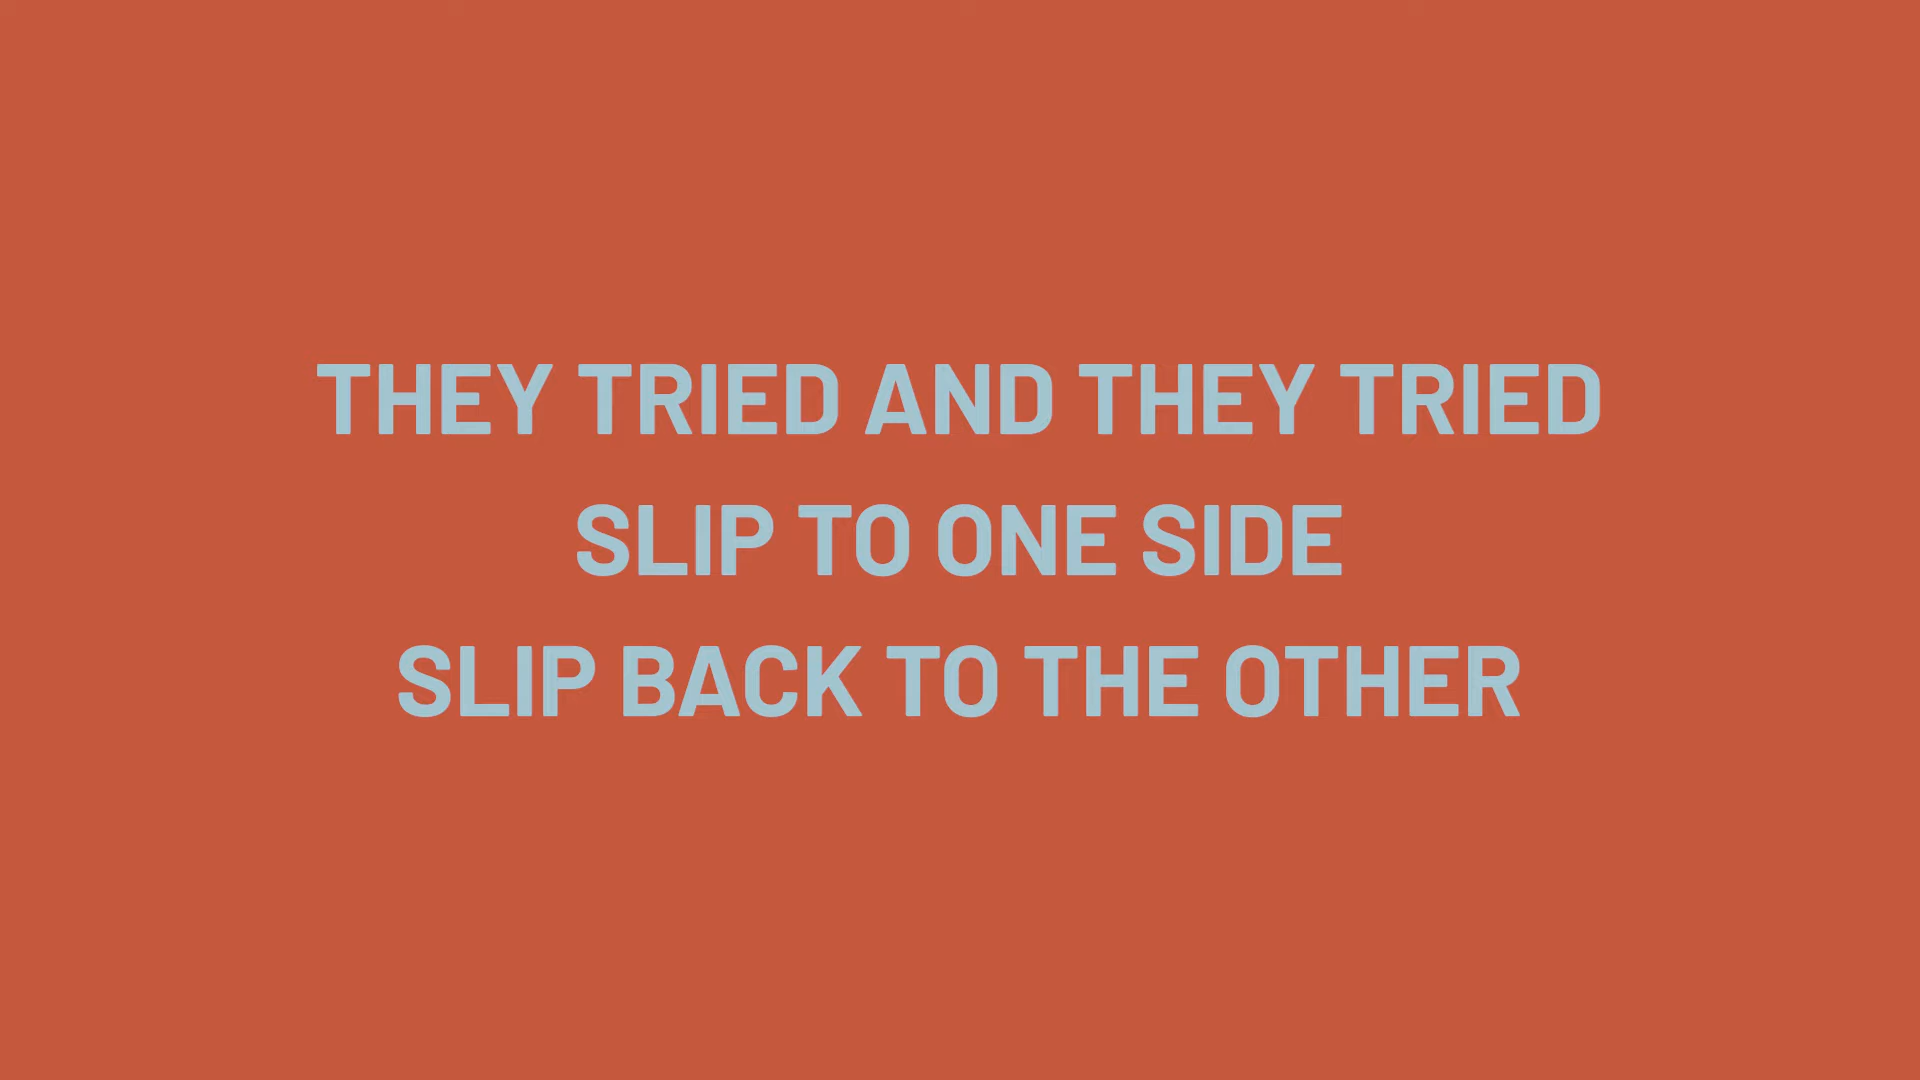 THEY TRIED AND THEY TRIED
SLIP TO ONE SIDE
SLIP BACK TO THE OTHER